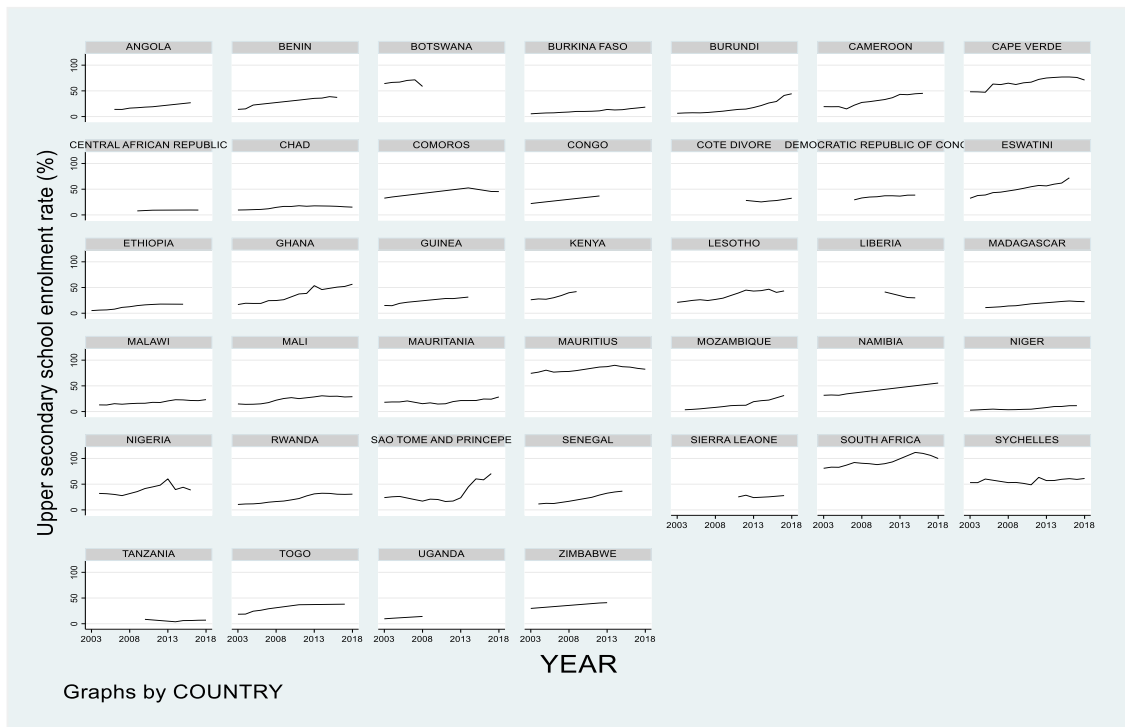 ANGOLA BENIN BOTSWANA BURKINA FASO BURUNDI CAMEROON CAPE VERDE
100
50
0
CENTRAL AFRICAN REPUBLIC CHAD COMOROS CONGO COTE DIVORE DEMOCRATIC REPUBLIC OF CONG ESWATINI
100
50
0
ETHIOPIA GHANA GUINEA KENYA LESOTHO LIBERIA MADAGASCAR
100
50
0
MALAWI MALI MAURITANIA MAURITIUS MOZAMBIQUE NAMIBIA NIGER
100
50
0
NIGERIA RWANDA SAO TOME AND PRINCEPE SENEGAL SIERRA LEAONE SOUTH AFRICA SYCHELLES
100
50
0
2003 2008 2013 2018 2003 2008 2013 2018 2003 2008 2013 2018
TANZANIA TOGO UGANDA ZIMBABWE
100
50
0
2003 2008 2013 2018 2003 2008 2013 2018 2003 2008 2013 2018 2003 2008 2013 2018
Upper secondary school enrolment rate (%)
YEAR
Graphs by COUNTRY